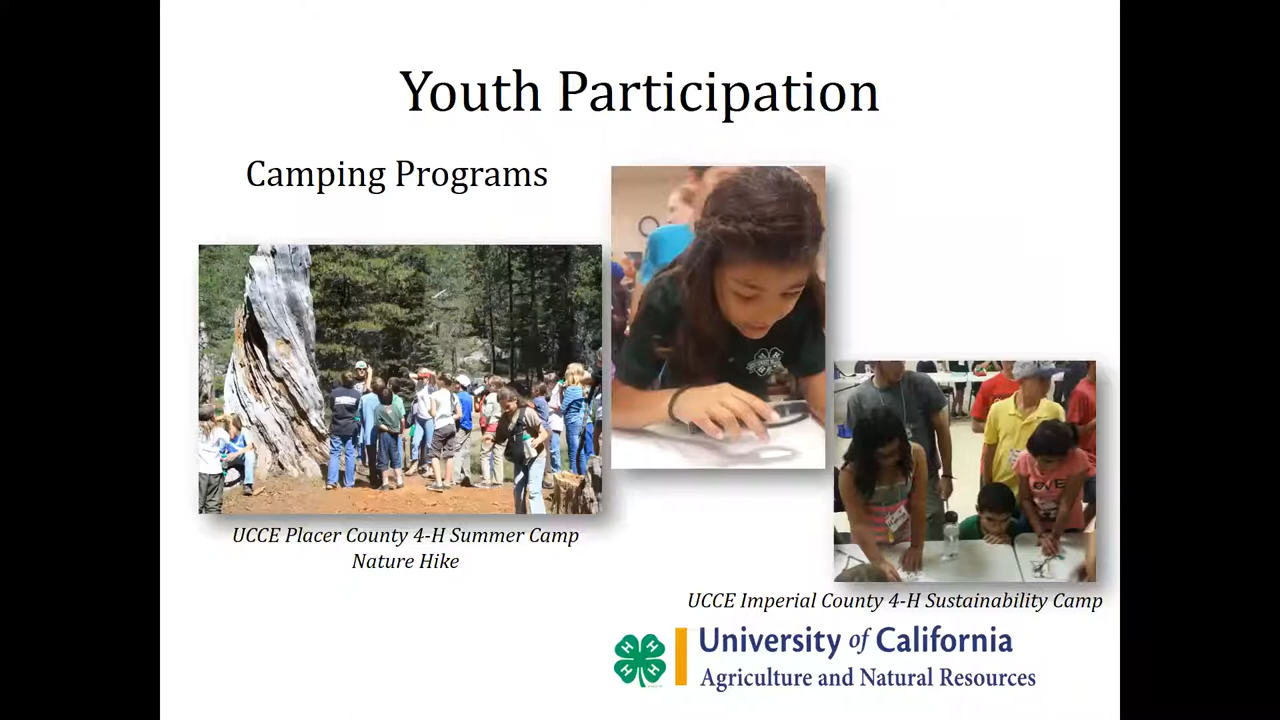 Youth Participation
Camping Programs
UCCE Placer County 4-H Summer Camp
Nature Hike
UCCE Imperial County 4-H Sustainability Camp
H H
H H
University of California
Agriculture and Natural Resources